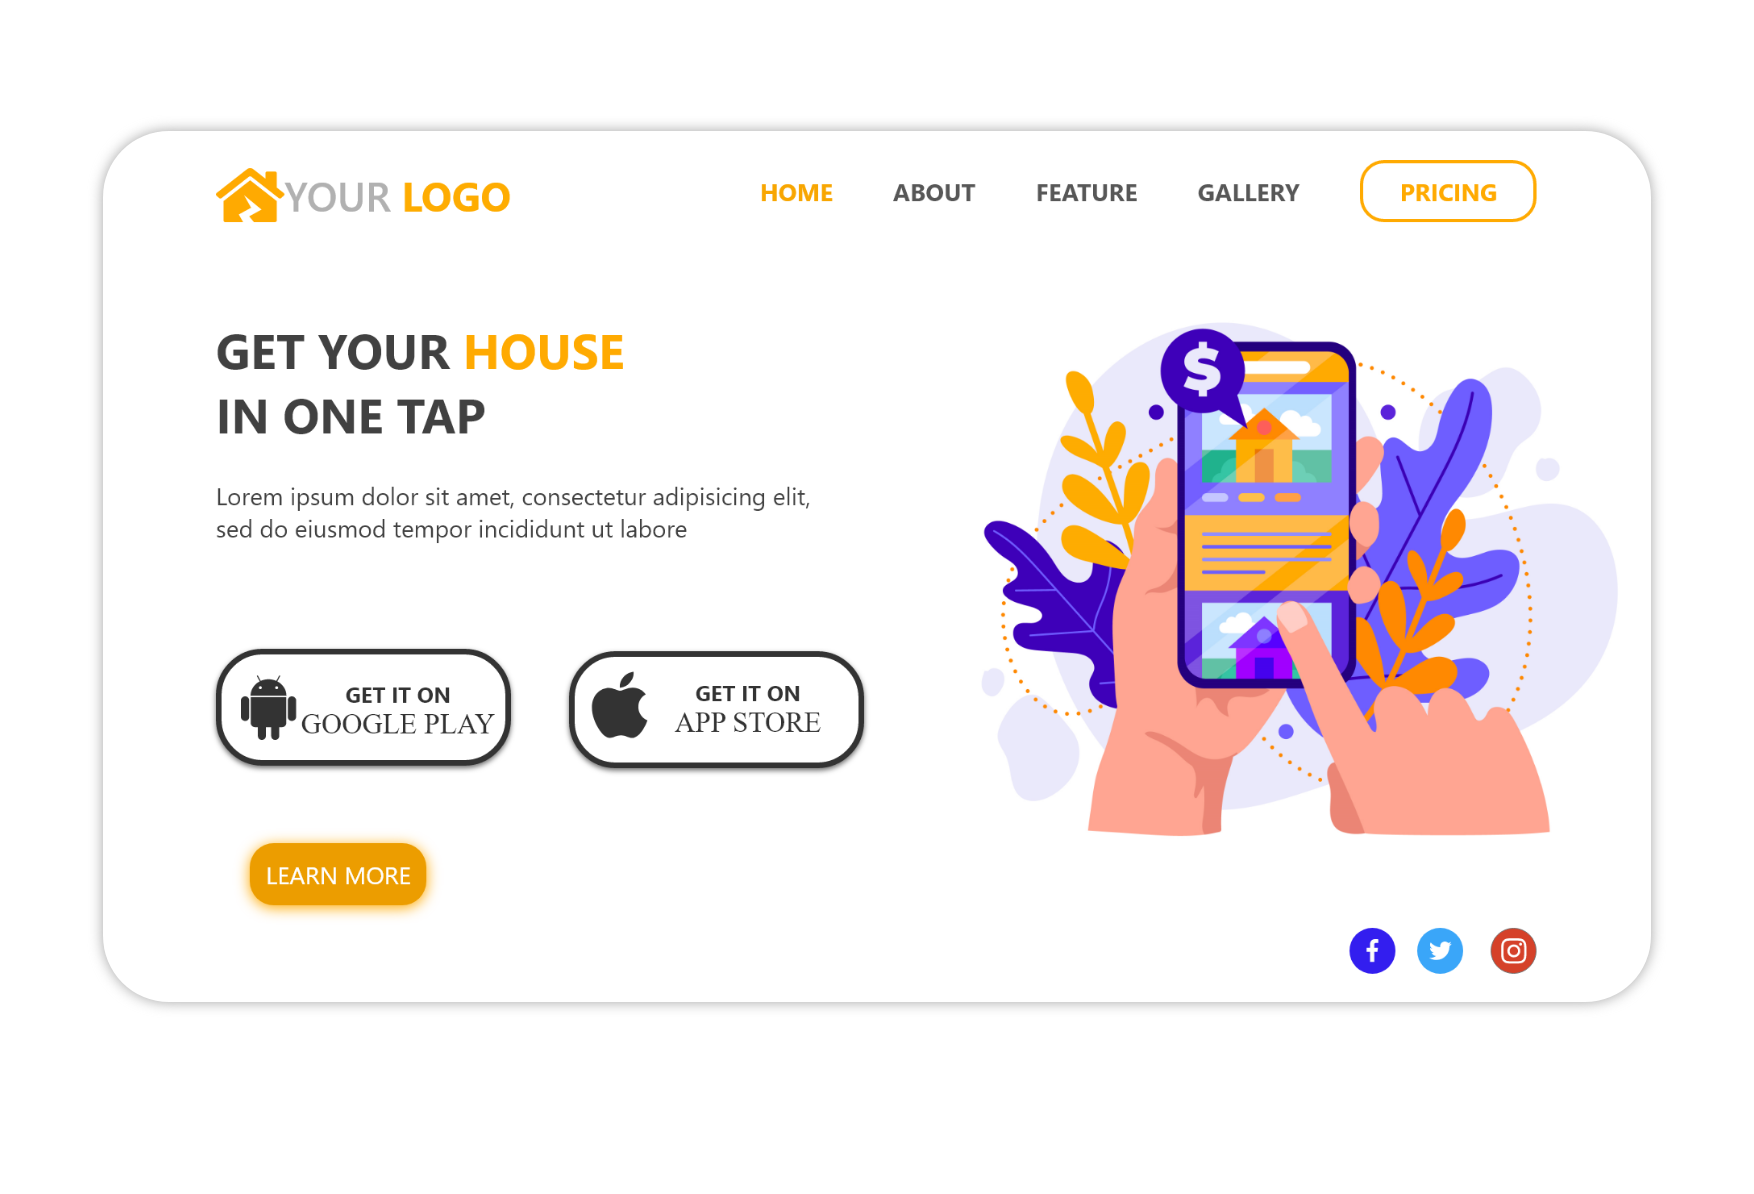 YOUR LOGO
HOME ABOUT FEATURE GALLERY PRICING
GET YOUR HOUSE
IN ONE TAP
Lorem ipsum dolor sit amet, consectetur adipisicing elit,
sed do eiusmod tempor incididunt ut labore
$
GET IT ON
GOOGLE PLAY
GET IT ON
APP STORE
LEARN MORE